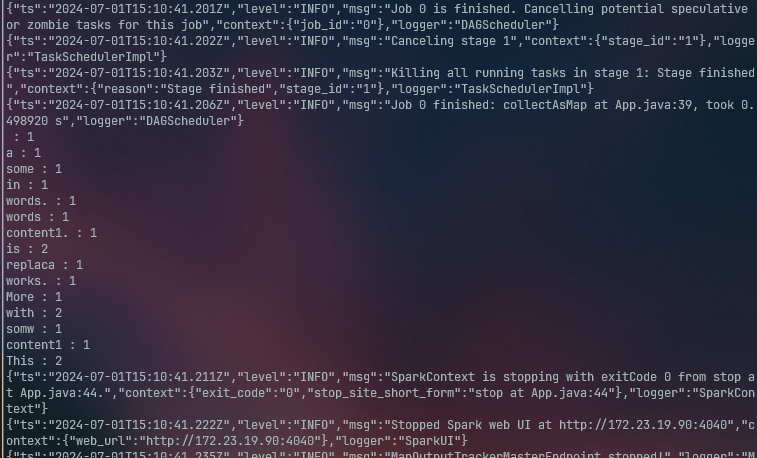 {"ts":"2024-07-01T15:10:41.201Z","level":"INFO","msg":"Job 0 is finished. Cancelling potential speculative
or zombie tasks for this job","context":{"job_id":"0"},"logger":"DAGScheduler"}
{"ts":"2024-07-01T15:10:41.202Z","level":"INFO","msg":"Canceling stage 1","context":{"stage_id":"1"},"logge
r":"TaskSchedulerImpl"}
{"ts":"2024-07-01T15:10:41.203Z","level":"INFO","msg":"Killing all running tasks in stage 1: Stage finished
","context":{"reason":"Stage finished","stage_id":"1"},"logger":"TaskSchedulerImpl"}
{"ts":"2024-07-01T15:10:41.206Z","level":"INFO","msg":"Job 0 finished: collectAsMap at App.java:39, took 0.
498920 s","logger":"DAGScheduler"}
 : 1
a : 1
some : 1
in : 1
words. : 1
words : 1
content1. : 1
is : 2
replaca : 1
works. : 1
More : 1
with : 2
somw : 1
content1 : 1
This : 2
{"ts":"2024-07-01T15:10:41.211Z","level":"INFO","msg":"SparkContext is stopping with exitCode 0 from stop a
t App.java:44.","context":{"exit_code":"0","stop_site_short_form":"stop at App.java:44"},"logger":"SparkCon
text"}
{"ts":"2024-07-01T15:10:41.222Z","level":"INFO","msg":"Stopped Spark web UI at http://172.23.19.90:4040","c
ontext":{"web_url":"http://172.23.19.90:4040"},"logger":"SparkUI"}
{"ts":"2024-07-01T15:10:41.235Z","level":"INFO","msg":"MapOutputTrackerMasterEndpoint stopped!","logger":"M